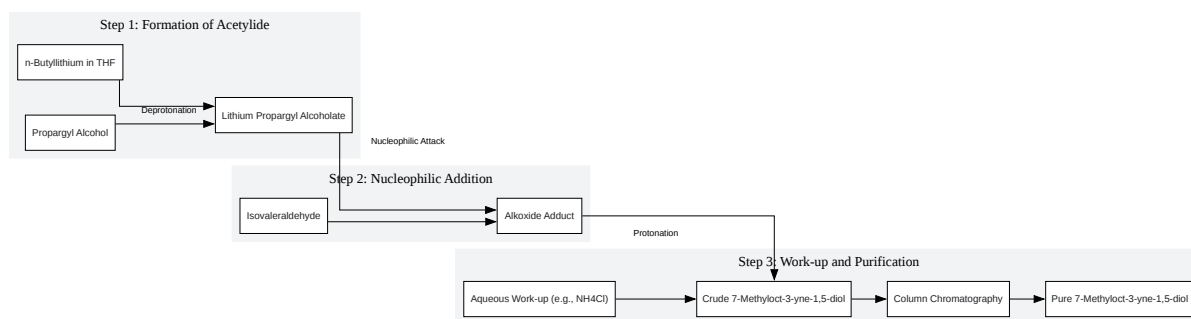 Step 1: Formation of Acetylide
n-Butyllithium in THF
Deprotonation
Lithium Propargyl Alcoholate
Propargyl Alcohol
Nucleophilic Attack
Step 2: Nucleophilic Addition
Isovaleraldehyde
Alkoxide Adduct
Protonation
Step 3: Work-up and Purification
Aqueous Work-up (e.g., NH4Cl)
Crude 7-Methyloct-3-yne-1,5-diol
Column Chromatography
Pure 7-Methyloct-3-yne-1,5-diol